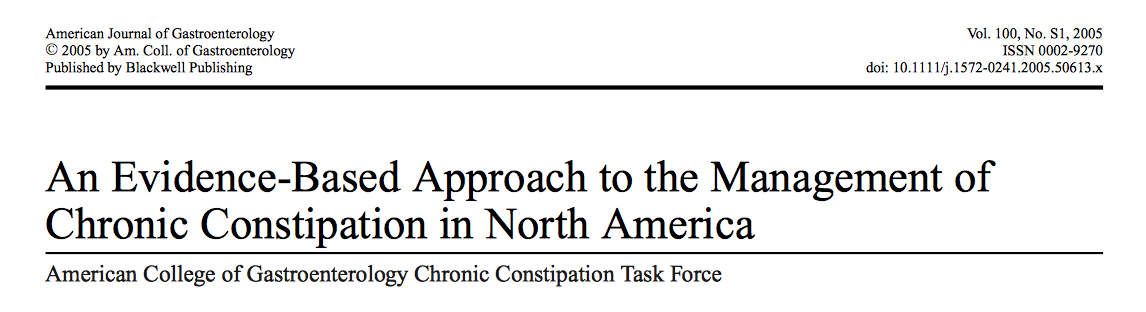 American Journal of Gastroenterology
© 2005 by Am. Coll. of Gastroenterology
Published by Blackwell Publishing
Vol. 100, No. S1, 2005
ISSN 0002-9270
doi: 10.1111/j.1572-0241.2005.50613.x
An Evidence-Based Approach to the Management of
Chronic Constipation in North America
American College of Gastroenterology Chronic Constipation Task Force